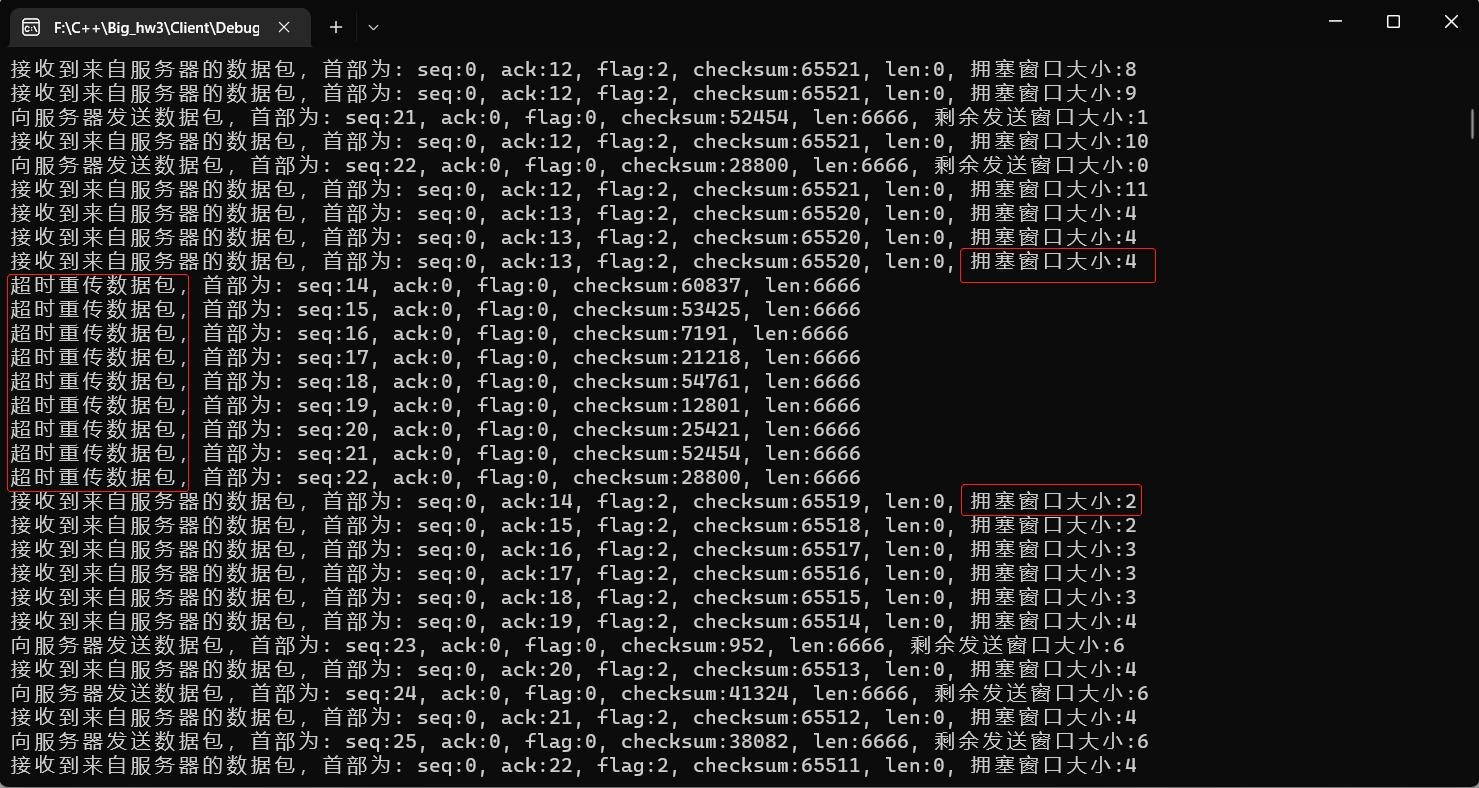 F:\C++\Big_hw3\Client\Debug
接收到来自服务器的数据包, 首部为: seq:0, ack:12, flag:2, checksum:65521, len:0, 拥塞窗口大小:8
接收到来自服务器的数据包, 首部为: seq:0, ack:12, flag:2, checksum:65521, len:0, 拥塞窗口大小:9
向服务器发送数据包, 首部为: seq:21, ack:0, flag:0, checksum:52454, len:6666, 剩余发送窗口大小:1
接收到来自服务器的数据包, 首部为: seq:0, ack:12, flag:2, checksum:65521, len:0, 拥塞窗口大小:10
向服务器发送数据包, 首部为: seq:22, ack:0, flag:0, checksum:28800, len:6666, 剩余发送窗口大小:0
接收到来自服务器的数据包, 首部为: seq:0, ack:12, flag:2, checksum:65521, len:0, 拥塞窗口大小:11
接收到来自服务器的数据包, 首部为: seq:0, ack:13, flag:2, checksum:65520, len:0, 拥塞窗口大小:4
接收到来自服务器的数据包, 首部为: seq:0, ack:13, flag:2, checksum:65520, len:0, 拥塞窗口大小:4
接收到来自服务器的数据包, 首部为: seq:0, ack:13, flag:2, checksum:65520, len:0, 拥塞窗口大小:4
超时重传数据包, 首部为: seq:14, ack:0, flag:0, checksum:60837, len:6666
超时重传数据包, 首部为: seq:15, ack:0, flag:0, checksum:53425, len:6666
超时重传数据包, 首部为: seq:16, ack:0, flag:0, checksum:7191, len:6666
超时重传数据包, 首部为: seq:17, ack:0, flag:0, checksum:21218, len:6666
超时重传数据包, 首部为: seq:18, ack:0, flag:0, checksum:54761, len:6666
超时重传数据包, 首部为: seq:19, ack:0, flag:0, checksum:12801, len:6666
超时重传数据包, 首部为: seq:20, ack:0, flag:0, checksum:25421, len:6666
超时重传数据包, 首部为: seq:21, ack:0, flag:0, checksum:52454, len:6666
超时重传数据包, 首部为: seq:22, ack:0, flag:0, checksum:28800, len:6666
接收到来自服务器的数据包, 首部为: seq:0, ack:14, flag:2, checksum:65519, len:0, 拥塞窗口大小:2
接收到来自服务器的数据包, 首部为: seq:0, ack:15, flag:2, checksum:65518, len:0, 拥塞窗口大小:2
接收到来自服务器的数据包, 首部为: seq:0, ack:16, flag:2, checksum:65517, len:0, 拥塞窗口大小:3
接收到来自服务器的数据包, 首部为: seq:0, ack:17, flag:2, checksum:65516, len:0, 拥塞窗口大小:3
接收到来自服务器的数据包, 首部为: seq:0, ack:18, flag:2, checksum:65515, len:0, 拥塞窗口大小:3
接收到来自服务器的数据包, 首部为: seq:0, ack:19, flag:2, checksum:65514, len:0, 拥塞窗口大小:4
向服务器发送数据包, 首部为: seq:23, ack:0, flag:0, checksum:952, len:6666, 剩余发送窗口大小:6
接收到来自服务器的数据包, 首部为: seq:0, ack:20, flag:2, checksum:65513, len:0, 拥塞窗口大小:4
向服务器发送数据包, 首部为: seq:24, ack:0, flag:0, checksum:41324, len:6666, 剩余发送窗口大小:6
接收到来自服务器的数据包, 首部为: seq:0, ack:21, flag:2, checksum:65512, len:0, 拥塞窗口大小:4
向服务器发送数据包, 首部为: seq:25, ack:0, flag:0, checksum:38082, len:6666, 剩余发送窗口大小:6
接收到来自服务器的数据包, 首部为: seq:0, ack:22, flag:2, checksum:65511, len:0, 拥塞窗口大小:4